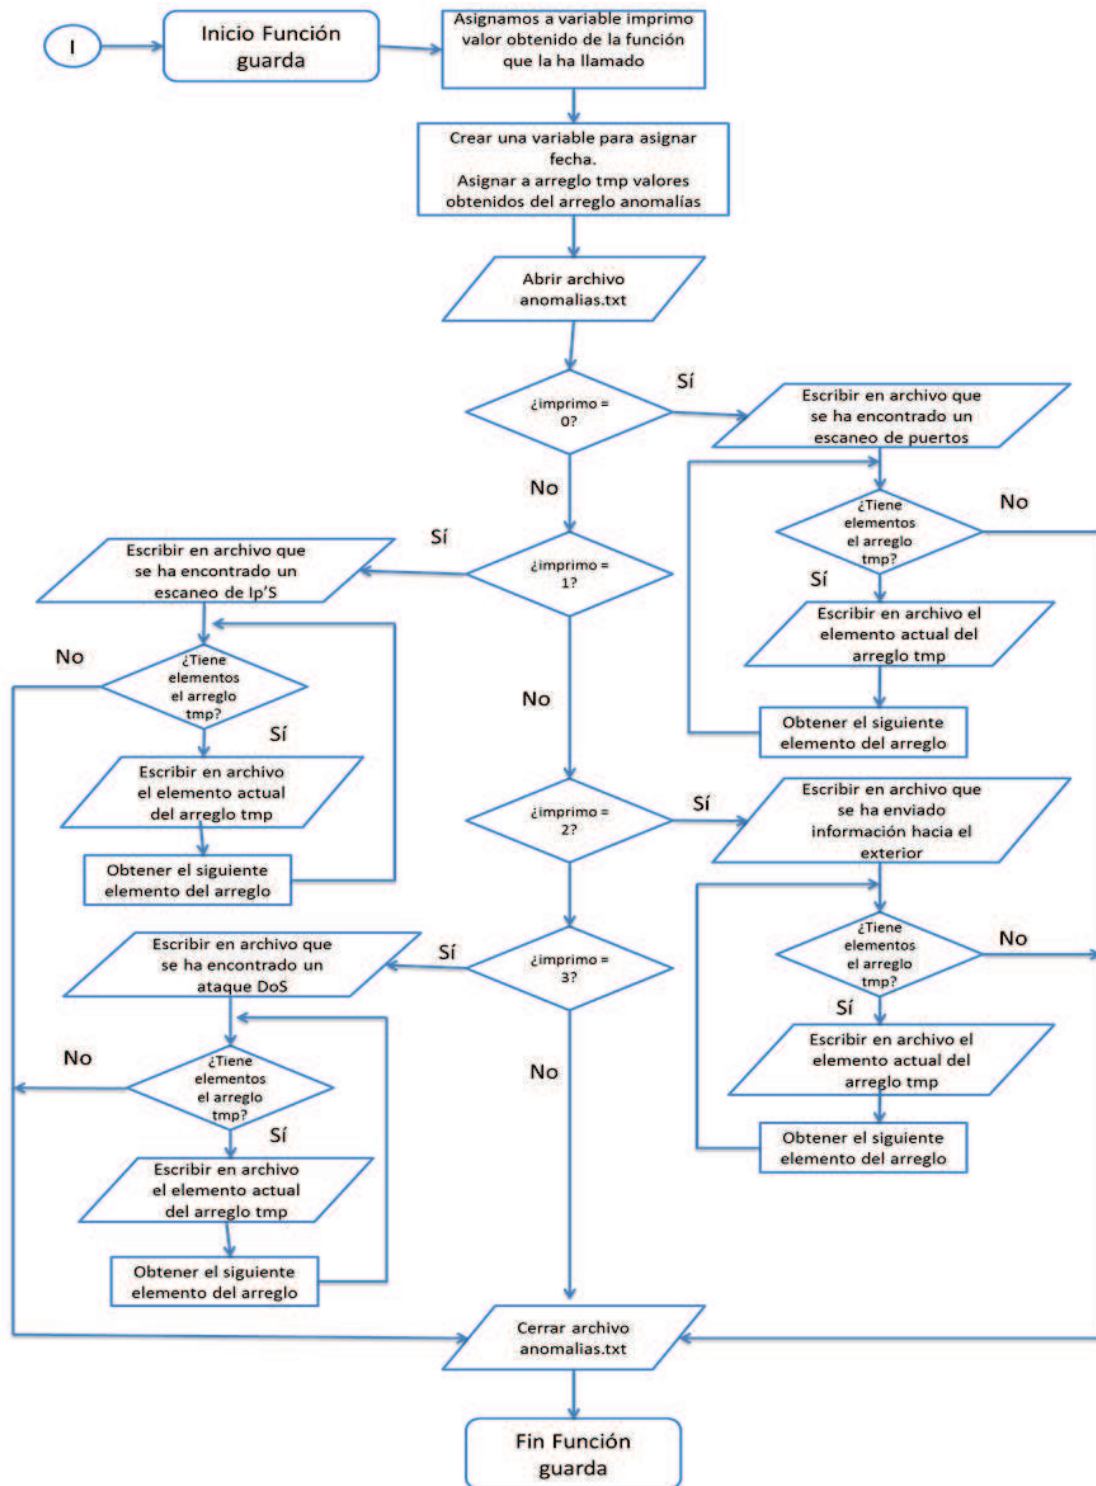 I
Inicio Función
guarda
Asignamos a variable imprimo
valor obtenido de la función
que la ha llamado
Crear una variable para asignar
fecha.
Asignar a arreglo tmp valores
obtenidos del arreglo anomalías
Abrir archivo
anomalias.txt
¿imprimo =
0?
Sí
Escribir en archivo que
se ha encontrado un
escaneo de puertos
No
¿Tiene
elementos
el arreglo
tmp?
No
Sí
Escribir en archivo el
elemento actual del
arreglo tmp
Obtener el siguiente
elemento del arreglo
¿imprimo =
1?
Sí
Escribir en archivo que
se ha encontrado un
escaneo de Ip'S
No
¿Tiene
elementos
el arreglo
tmp?
Sí
Escribir en archivo
el elemento actual
del arreglo tmp
Obtener el siguiente
elemento del arreglo
No
¿imprimo =
2?
Sí
Escribir en archivo que
se ha enviado
información hacia el
exterior
¿Tiene
elementos
el arreglo
tmp?
No
Sí
Escribir en archivo el
elemento actual del
arreglo tmp
Obtener el siguiente
elemento del arreglo
¿imprimo =
3?
Sí
Escribir en archivo que
se ha encontrado un
ataque DoS
No
¿Tiene
elementos
el arreglo
tmp?
Sí
Escribir en archivo
el elemento actual
del arreglo tmp
Obtener el siguiente
elemento del arreglo
No
Cerrar archivo
anomalias.txt
Fin Función
guarda